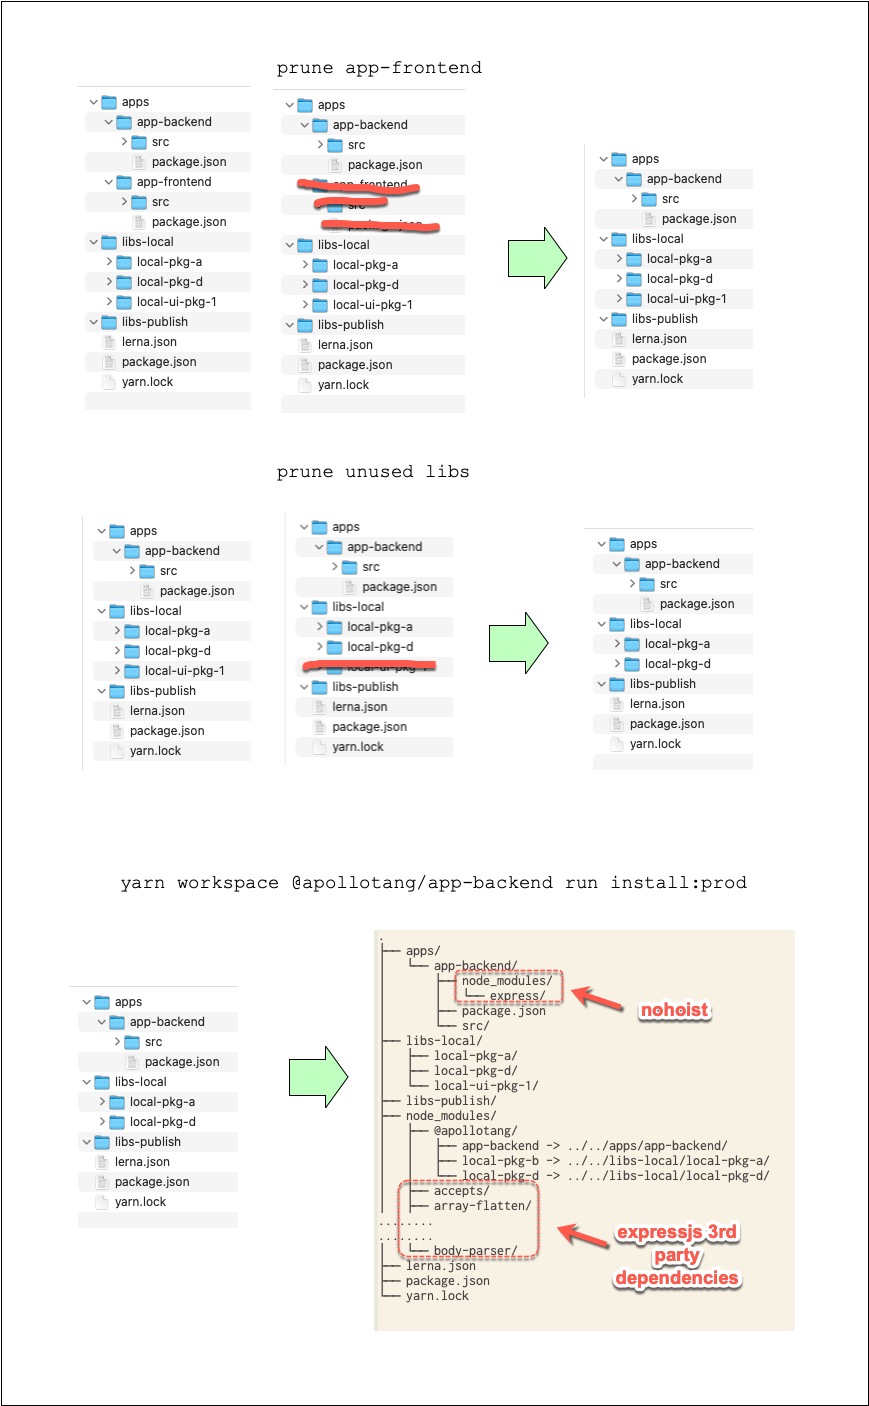 prune app-frontend
apps
app-backend
src
package.json
app-frontend
src
package.json
libs-local
local-pkg-a
local-pkg-d
local-ui-pkg-1
libs-publish
lerna.json
package.json
yarn.lock
apps
app-backend
src
package.json
app-frontend
src
package.json
libs-local
local-pkg-a
local-pkg-d
local-ui-pkg-1
libs-publish
lerna.json
package.json
yarn.lock
apps
app-backend
src
package.json
libs-local
local-pkg-a
local-pkg-d
local-ui-pkg-1
libs-publish
lerna.json
package.json
yarn.lock
prune unused libs
apps
app-backend
src
package.json
libs-local
local-pkg-a
local-pkg-d
local-ui-pkg-1
libs-publish
lerna.json
package.json
yarn.lock
apps
app-backend
src
package.json
libs-local
local-pkg-a
local-pkg-d
local-ui-pkg-1
libs-publish
lerna.json
package.json
yarn.lock
apps
app-backend
src
package.json
libs-local
local-pkg-a
local-pkg-d
libs-publish
lerna.json
package.json
yarn.lock
yarn workspace @apollotang/app-backend run install:prod
apps
app-backend
src
package.json
libs-local
local-pkg-a
local-pkg-d
libs-publish
lerna.json
package.json
yarn.lock
.
├── apps/
│   └── app-backend/
│       ├── node_modules/
│       │   └── express/
│       ├── package.json
│       └── src/
├── libs-local/
│   ├── local-pkg-a/
│   ├── local-pkg-d/
│   └── local-ui-pkg-1/
├── libs-publish/
├── node_modules/
│   ├── @apollotang/
│   │   ├── app-backend -> ../../apps/app-backend/
│   │   ├── local-pkg-b -> ../../libs-local/local-pkg-a/
│   │   └── local-pkg-d -> ../../libs-local/local-pkg-d/
│   ├── accepts/
│   ├── array-flatten/
........
........
│   └── body-parser/
├── lerna.json
├── package.json
└── yarn.lock
nohoist
expressjs 3rd
party
dependencies